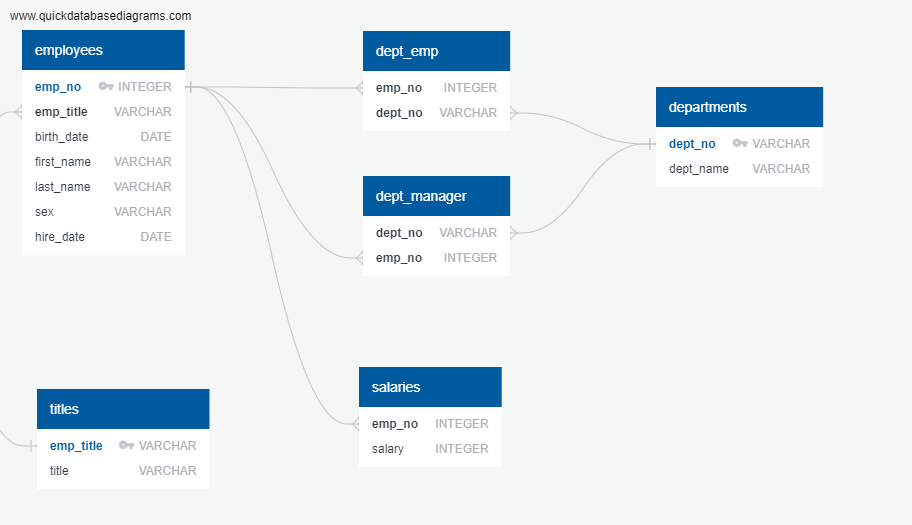 www.quickdatabasediagrams.com
employees
emp_no INTEGER
emp_title VARCHAR
birth_date DATE
first_name VARCHAR
last_name VARCHAR
sex VARCHAR
hire_date DATE
dept_emp
emp_no INTEGER
dept_no VARCHAR
departments
dept_no VARCHAR
dept_name VARCHAR
dept_manager
dept_no VARCHAR
emp_no INTEGER
titles
emp_title VARCHAR
title VARCHAR
salaries
emp_no INTEGER
salary INTEGER